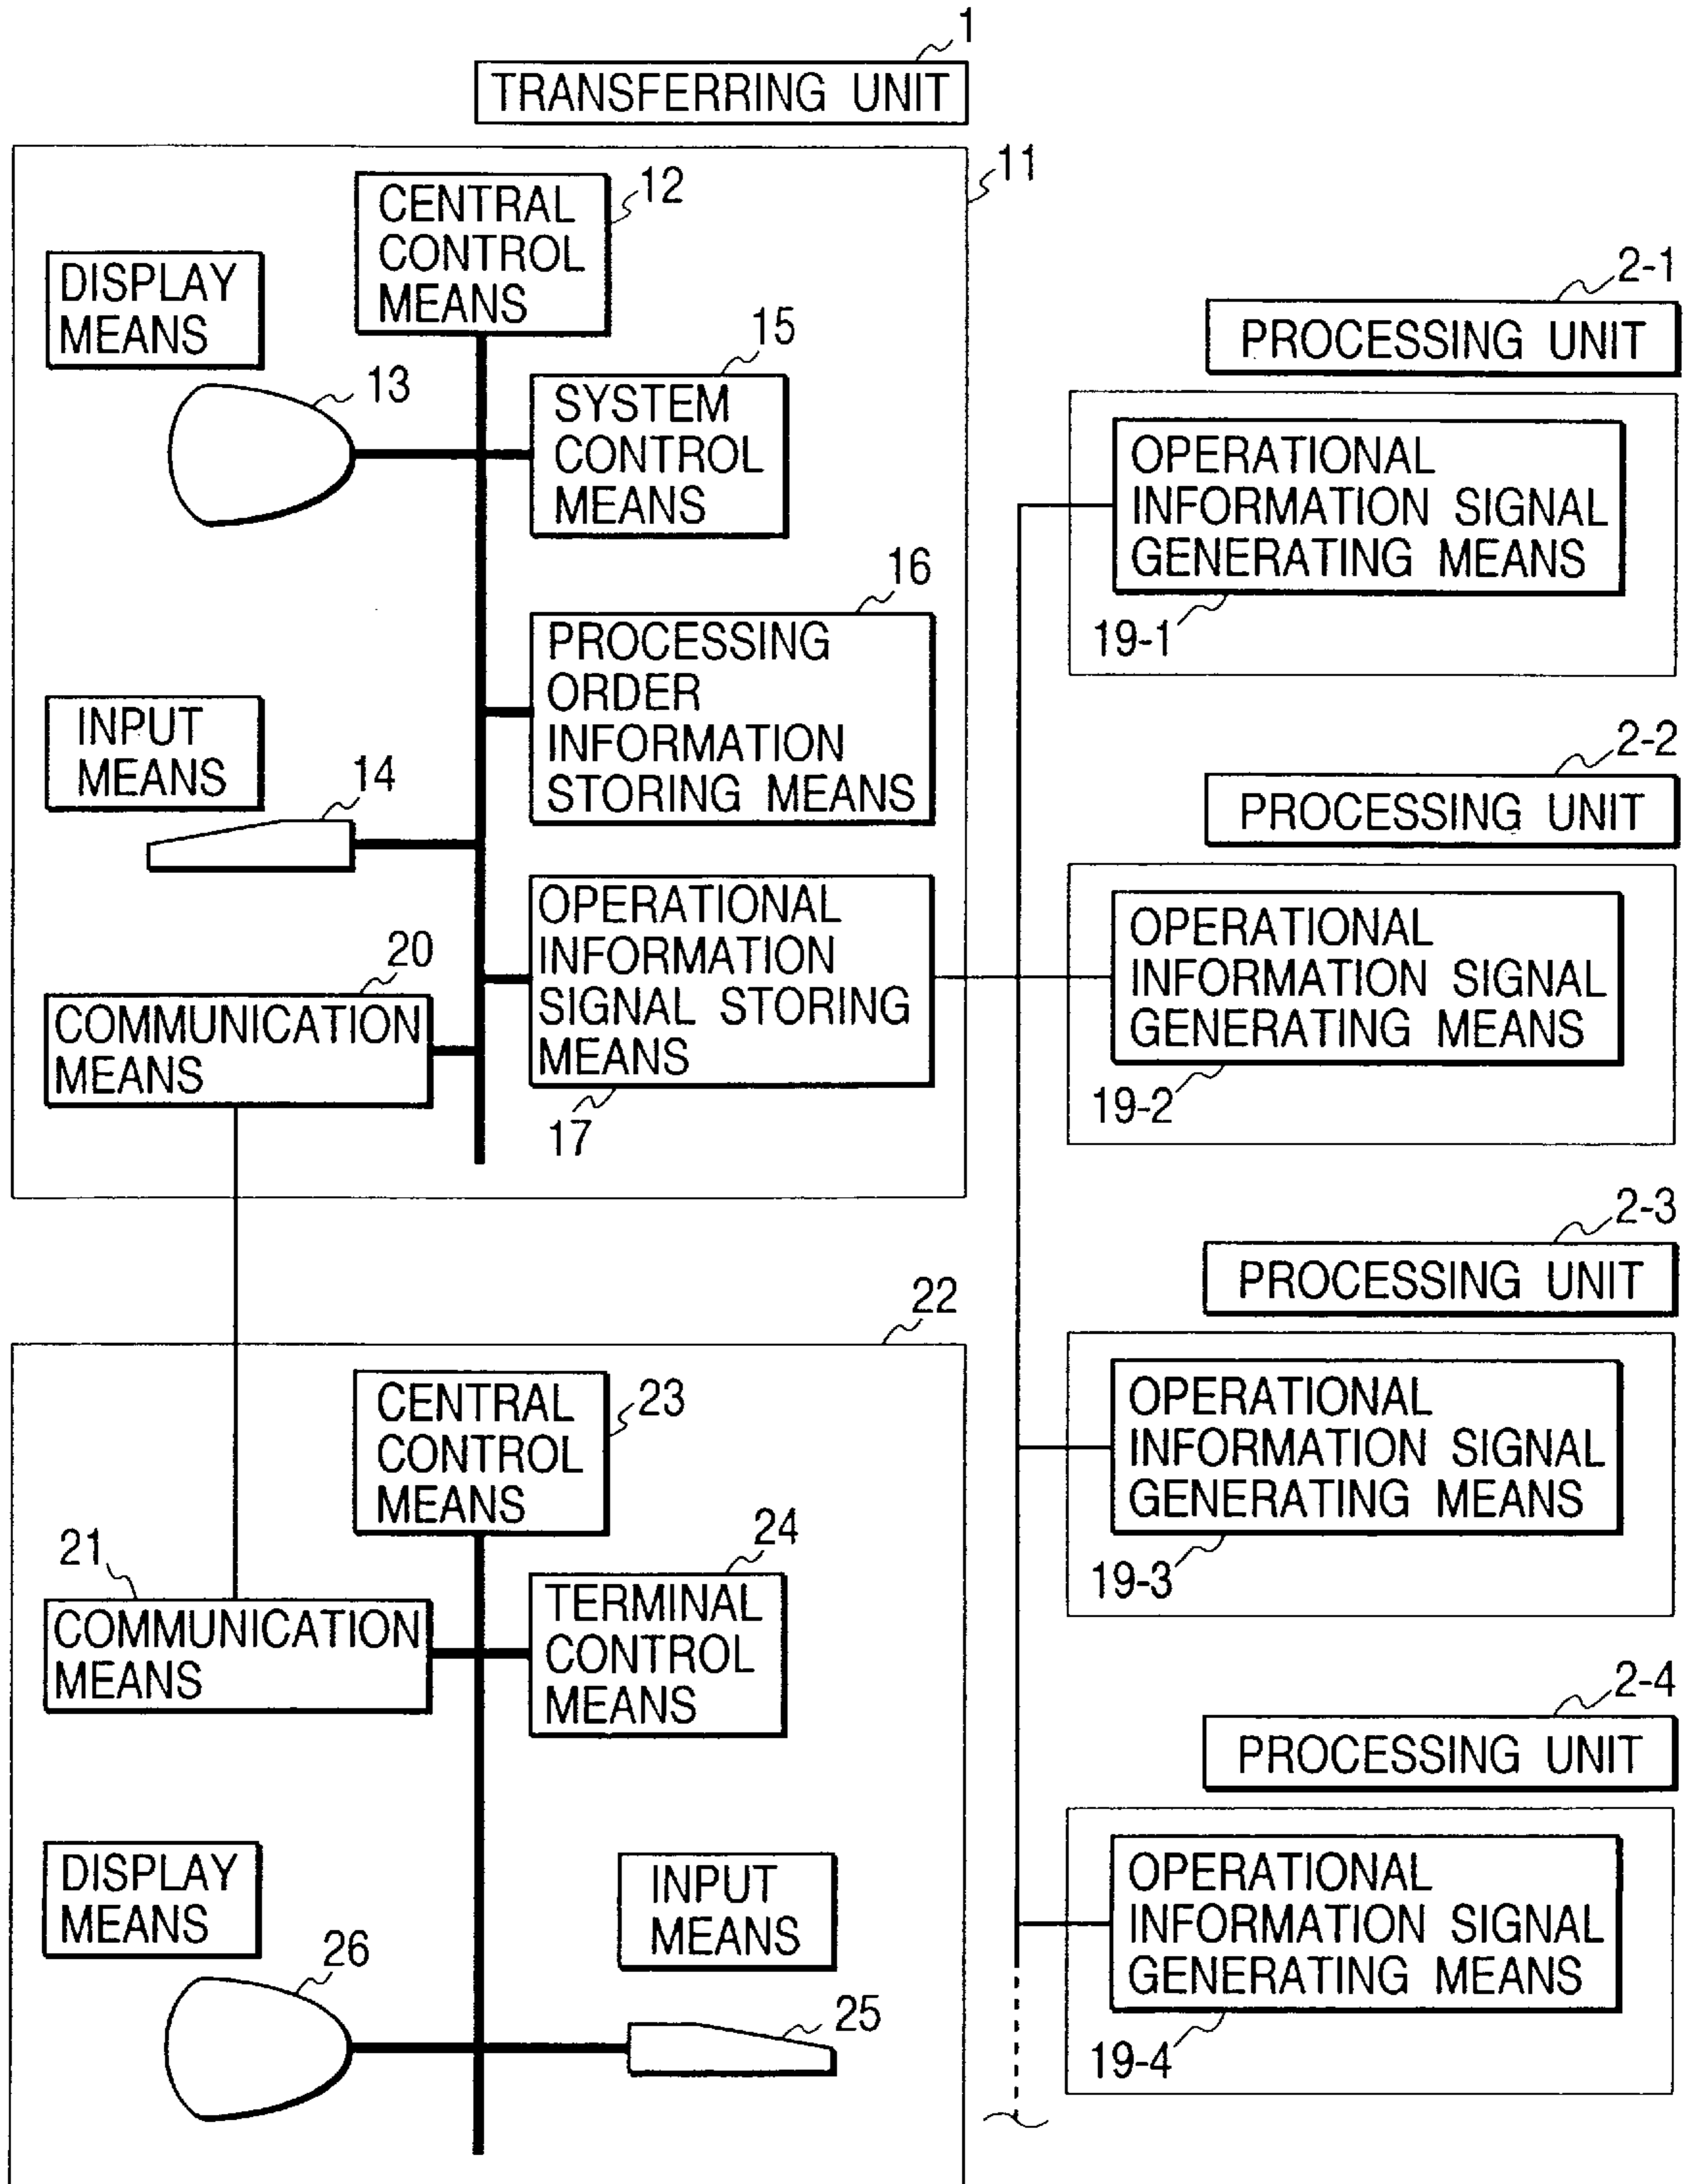 1
TRANSFERRING UNIT
11
12
CENTRAL
CONTROL
MEANS
DISPLAY
MEANS
13
15
SYSTEM
CONTROL
MEANS
16
PROCESSING
ORDER
INFORMATION
STORING MEANS
INPUT
MEANS
14
OPERATIONAL
INFORMATION
SIGNAL STORING
MEANS
17
20
COMMUNICATION
MEANS
2-1
PROCESSING UNIT
OPERATIONAL
INFORMATION SIGNAL
GENERATING MEANS
19-1
2-2
PROCESSING UNIT
OPERATIONAL
INFORMATION SIGNAL
GENERATING MEANS
19-2
2-3
PROCESSING UNIT
OPERATIONAL
INFORMATION SIGNAL
GENERATING MEANS
19-3
2-4
PROCESSING UNIT
OPERATIONAL
INFORMATION SIGNAL
GENERATING MEANS
19-4
22
CENTRAL
CONTROL
MEANS
23
21
COMMUNICATION
MEANS
24
TERMINAL
CONTROL
MEANS
DISPLAY
MEANS
26
INPUT
MEANS
25